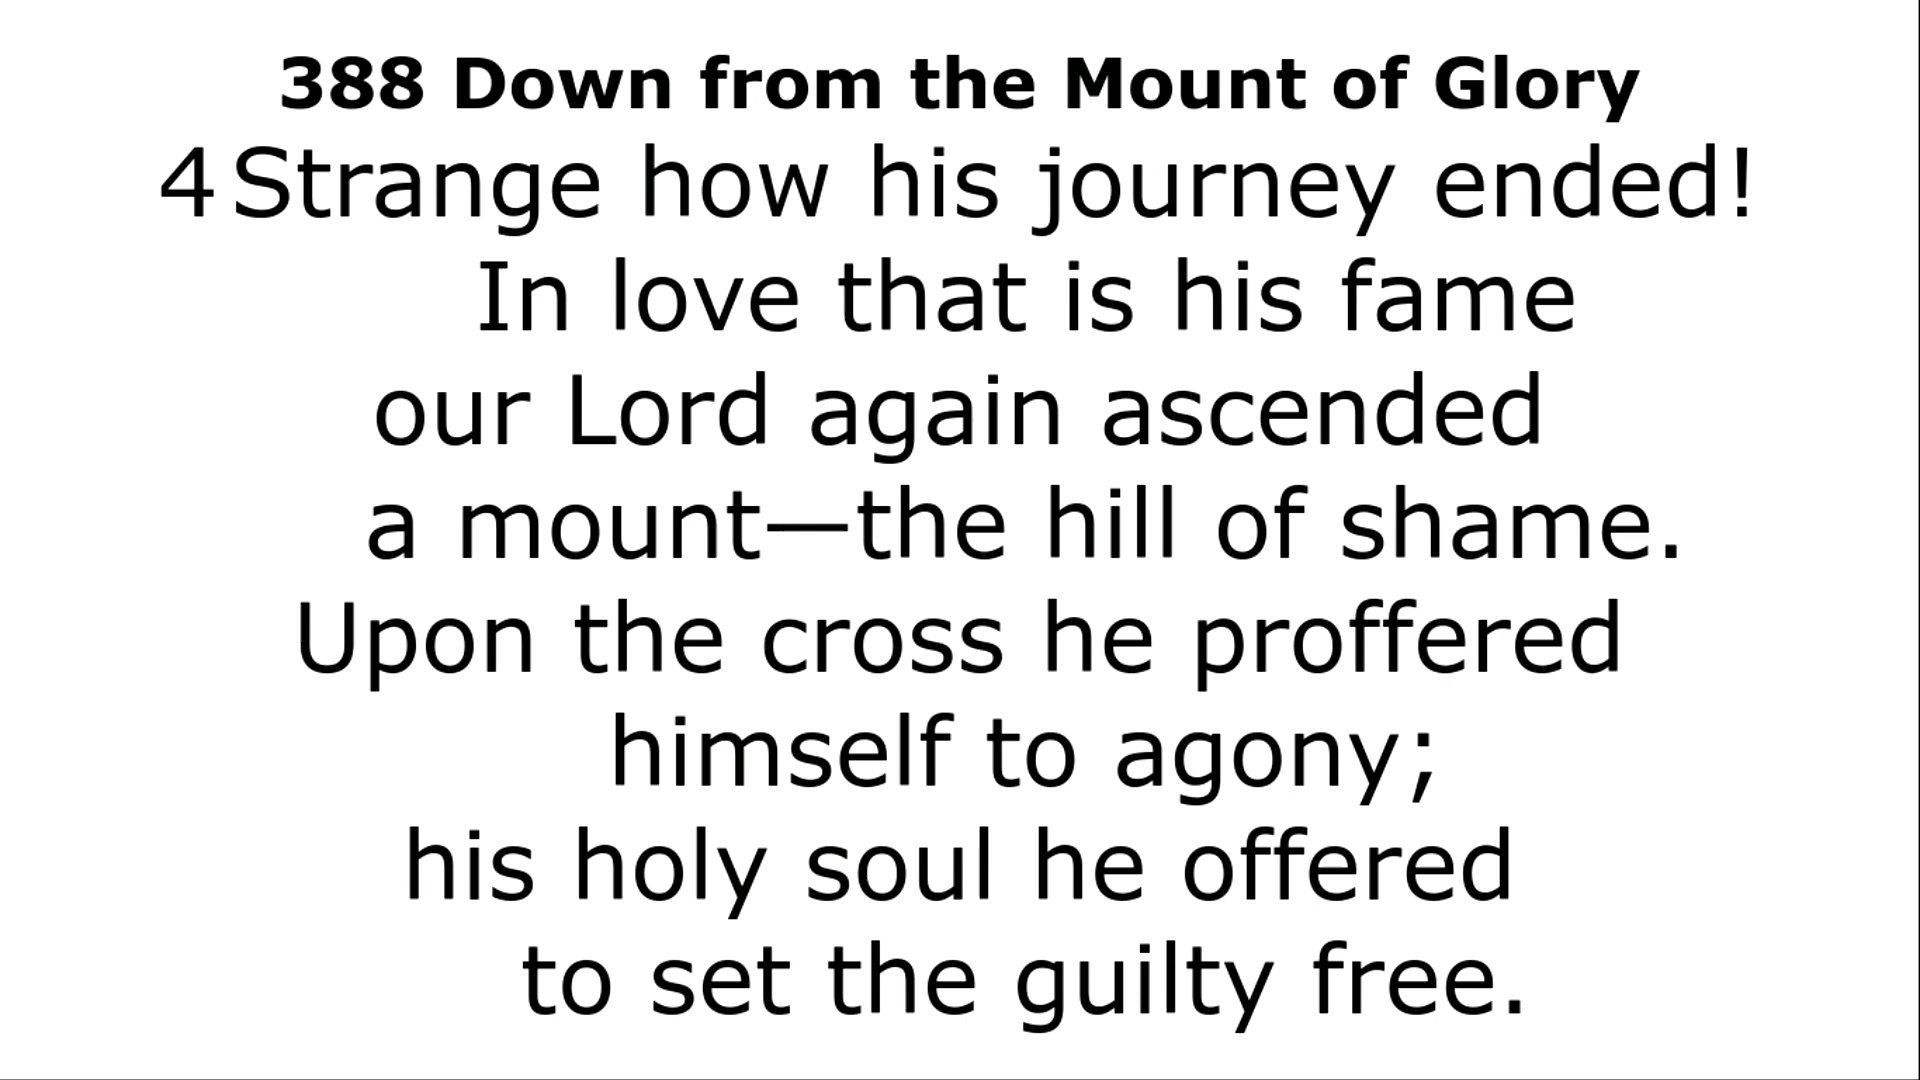 388 Down from the Mount of Glory
4 Strange how his journey ended!
In love that is his fame
our Lord again ascended
a mount—the hill of shame.
Upon the cross he proffered
himself to agony;
his holy soul he offered
to set the guilty free.